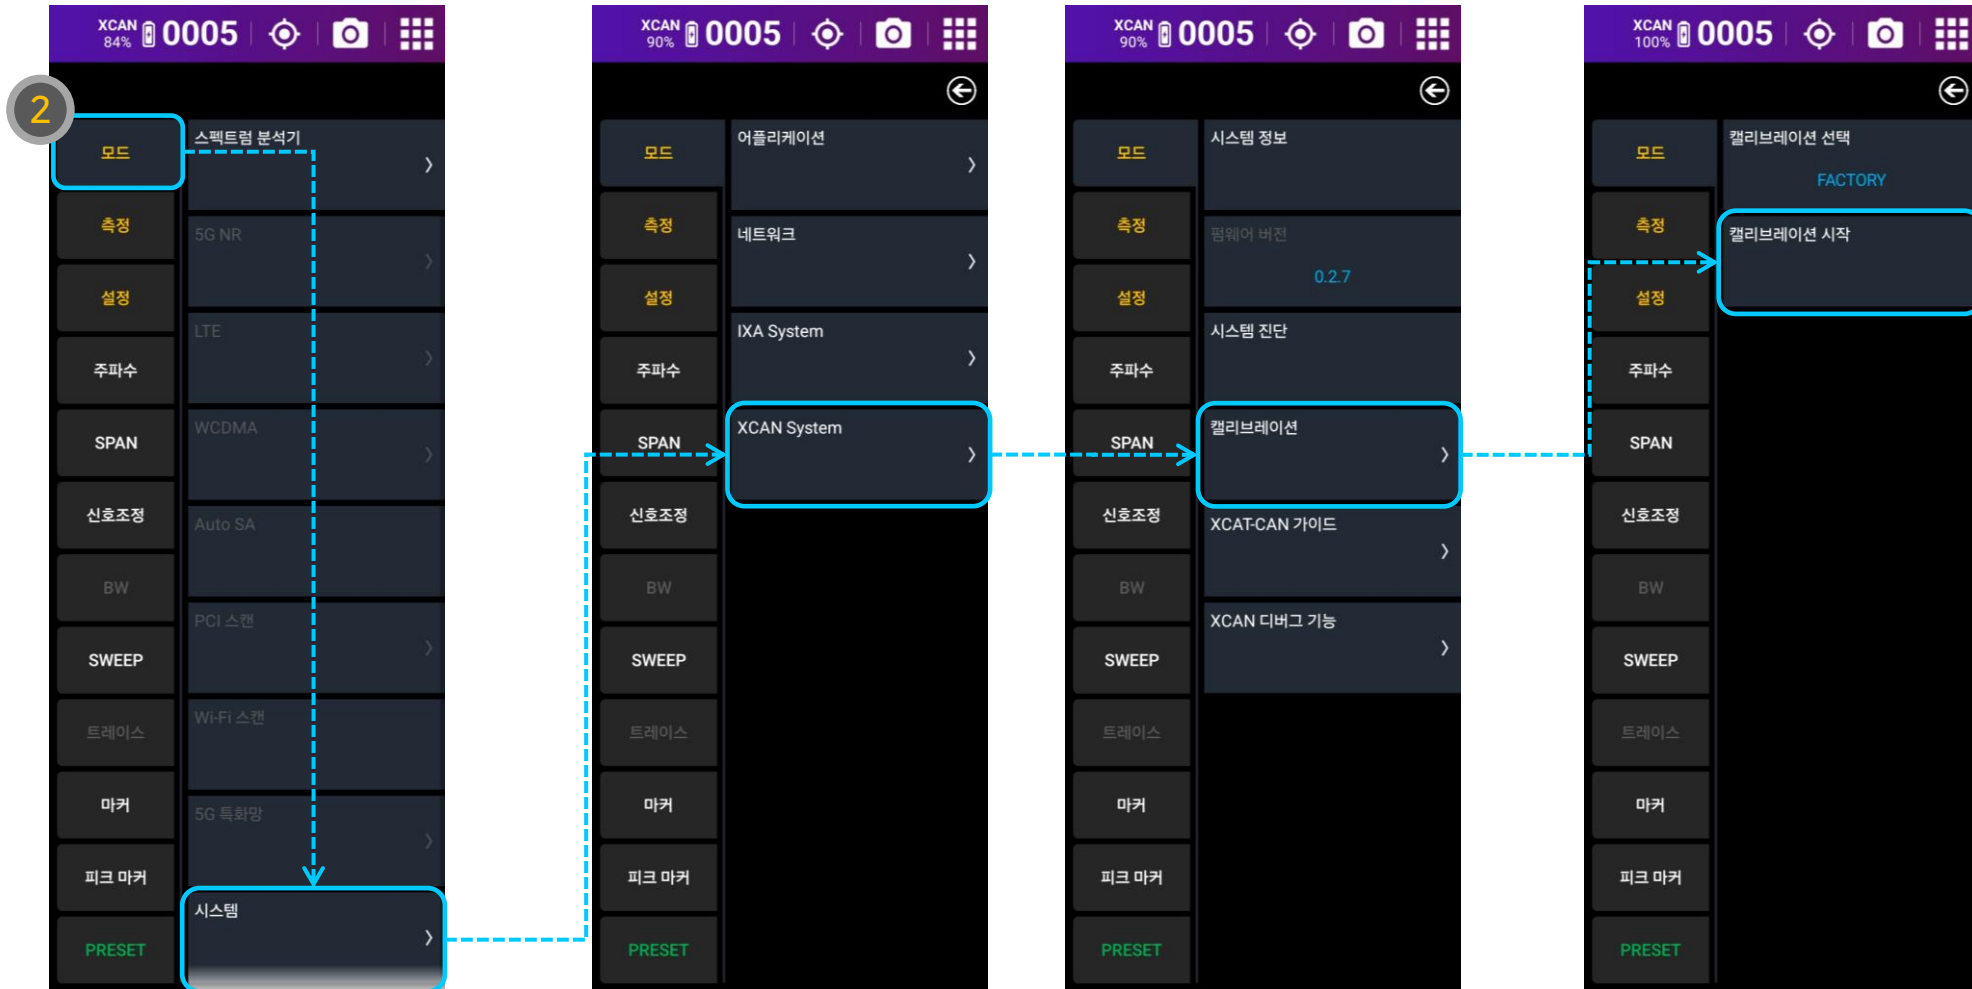 XCAN
84%
0005
2
모드
측정
설정
주파수
SPAN
신호조정
BW
SWEEP
트레이스
마커
피크 마커
PRESET
스펙트럼 분석기
5G NR
LTE
WCDMA
Auto SA
PCI 스캔
Wi-Fi 스캔
5G 특화망
시스템
XCAN
90%
0005
모드
측정
설정
주파수
SPAN
신호조정
BW
SWEEP
트레이스
마커
피크 마커
PRESET
어플리케이션
네트워크
IXA System
XCAN System
XCAN
90%
0005
모드
측정
설정
주파수
SPAN
신호조정
BW
SWEEP
트레이스
마커
피크 마커
PRESET
시스템 정보
펌웨어 버전
0.2.7
시스템 진단
캘리브레이션
XCAT-CAN 가이드
XCAN 디버그 기능
XCAN
100%
0005
모드
측정
설정
주파수
SPAN
신호조정
BW
SWEEP
트레이스
마커
피크 마커
PRESET
캘리브레이션 선택
FACTORY
캘리브레이션 시작